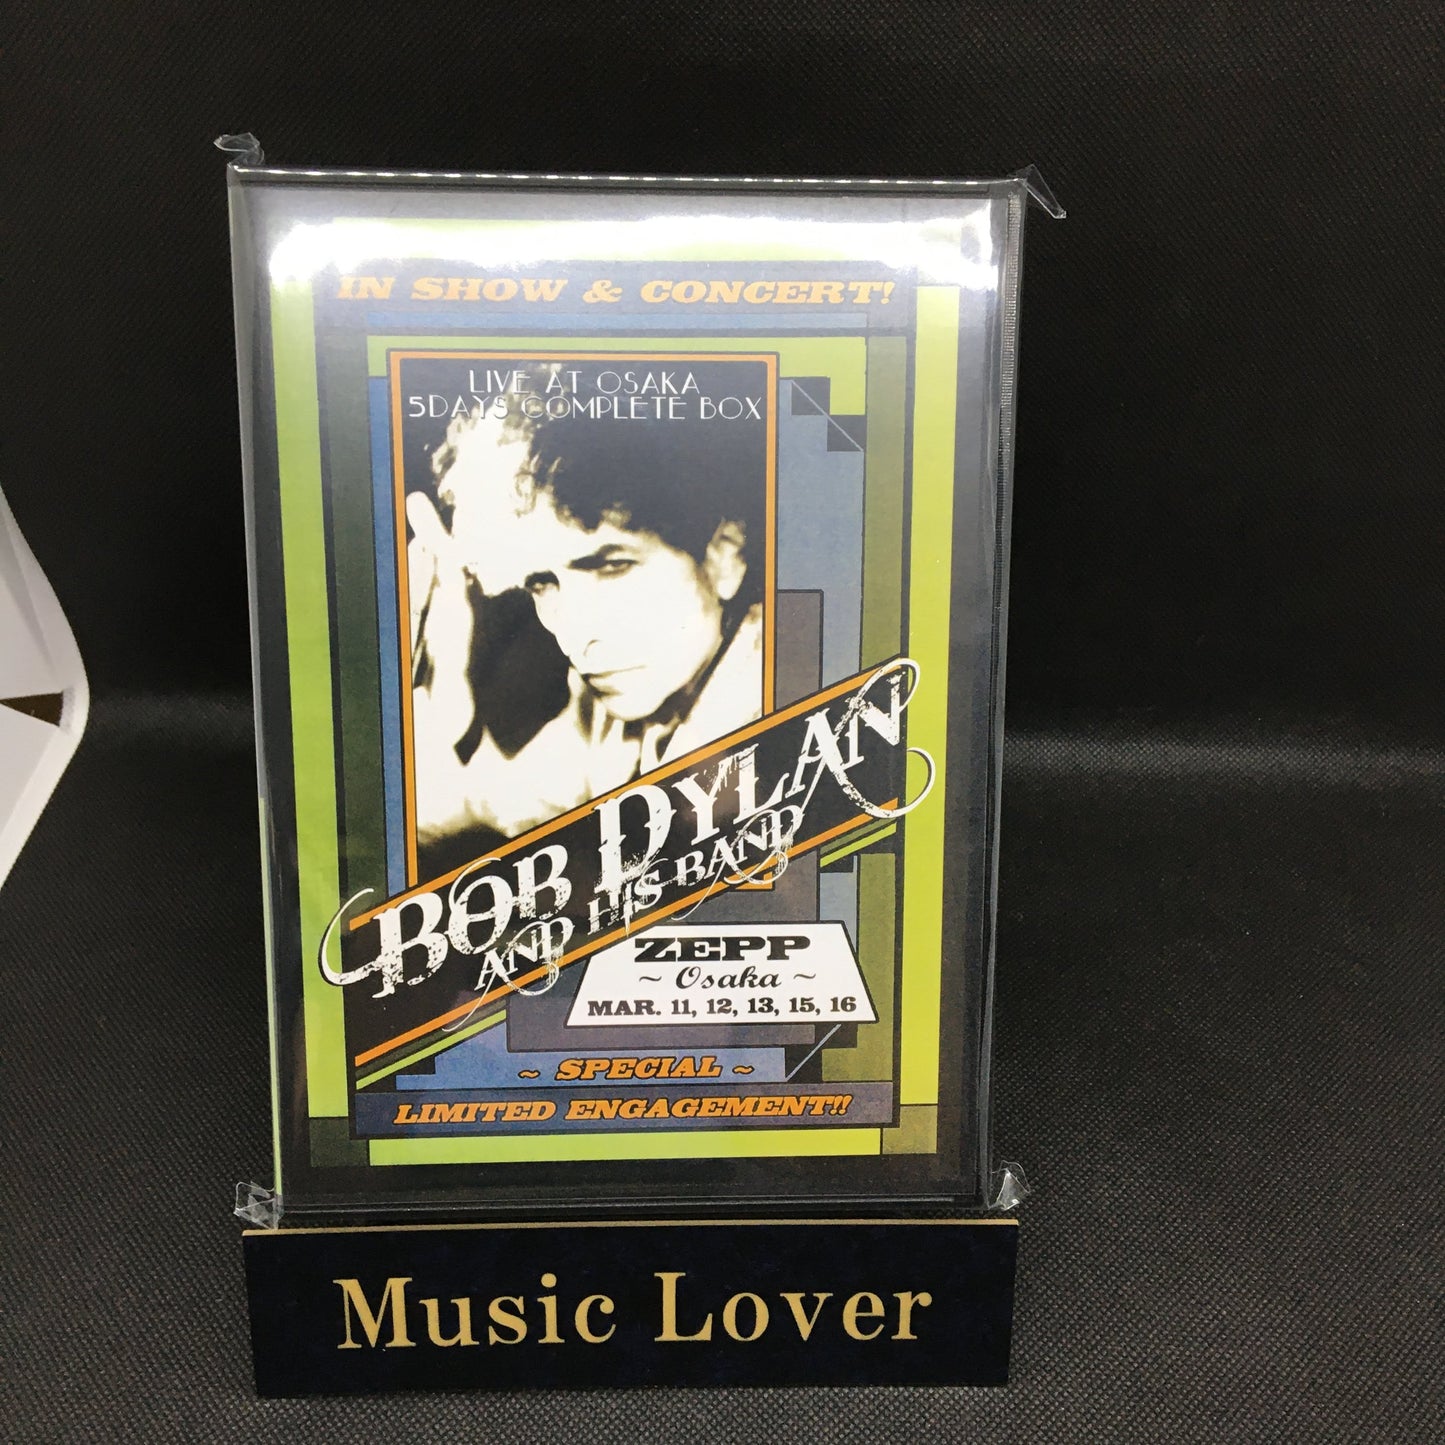 IN SHOW & CONCERT!
LIVE AT OSAKA
5DAYS COMPLETE BOX
BOB DYLAN
AND HIS BAND
ZEPP
~ Osaka ~
MAR. 11, 12, 13, 15, 16
~ SPECIAL ~
LIMITED ENGAGEMENT!!
Music Lover